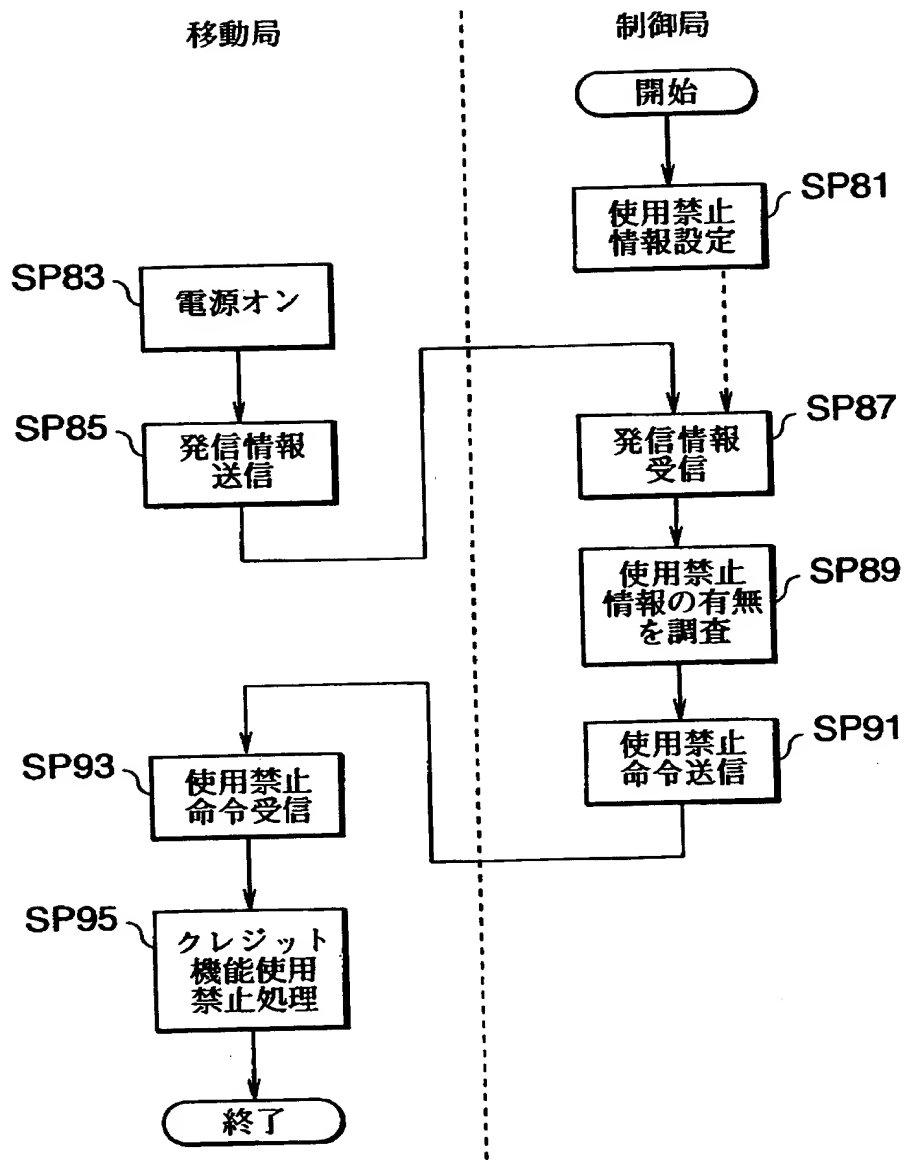 移動局
制御局
開始
SP81
使用禁止
情報設定
SP83
電源オン
SP85
発信情報
送信
SP87
発信情報
受信
SP89
使用禁止
情報の有無
を調査
SP91
使用禁止
命令送信
SP93
使用禁止
命令受信
SP95
クレジット
機能使用
禁止処理
終了